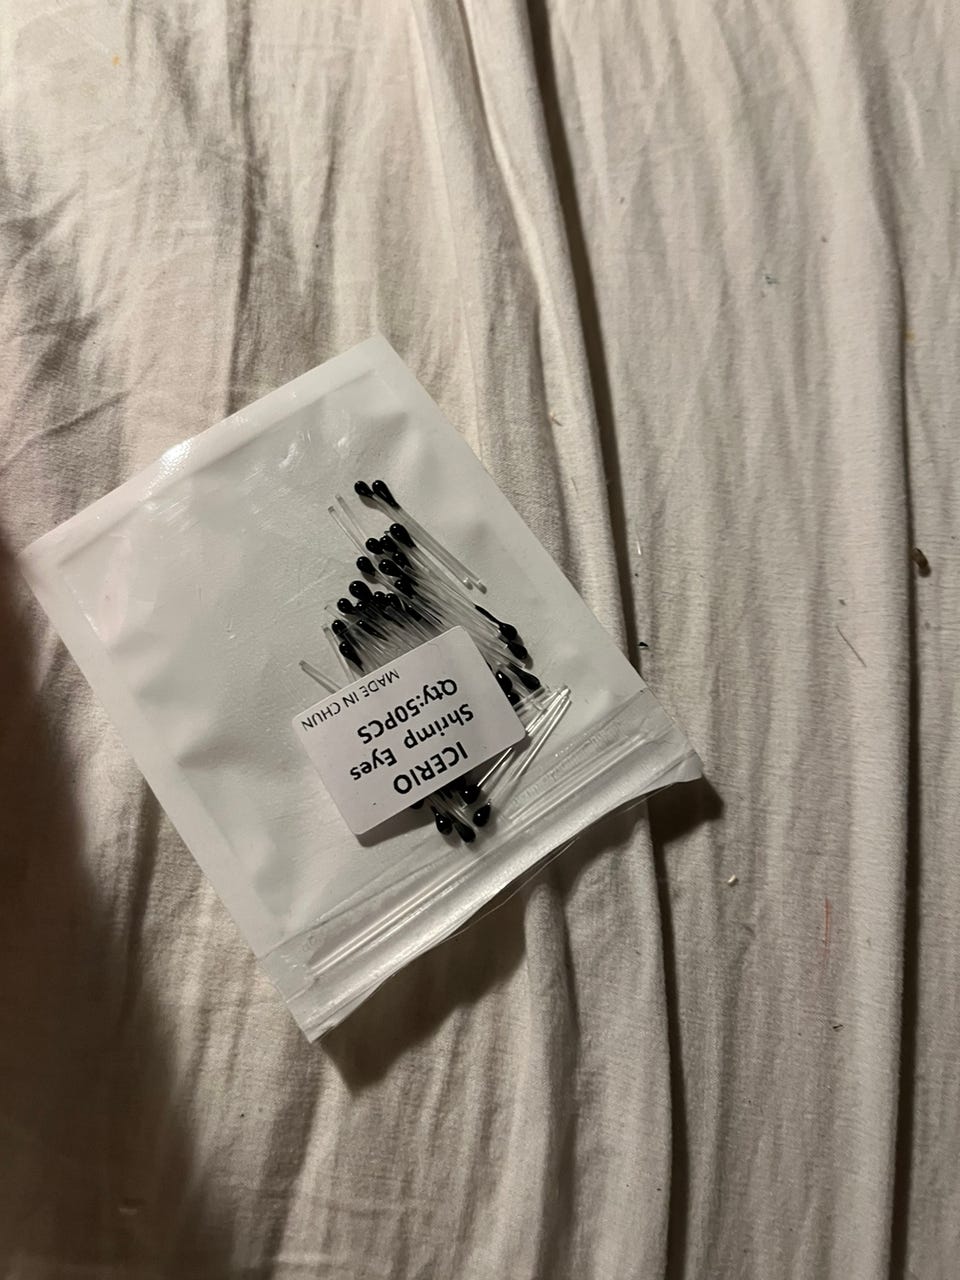 ICERIO
Shrimp Eyes
Qty:50PCS
MADE IN CHUN